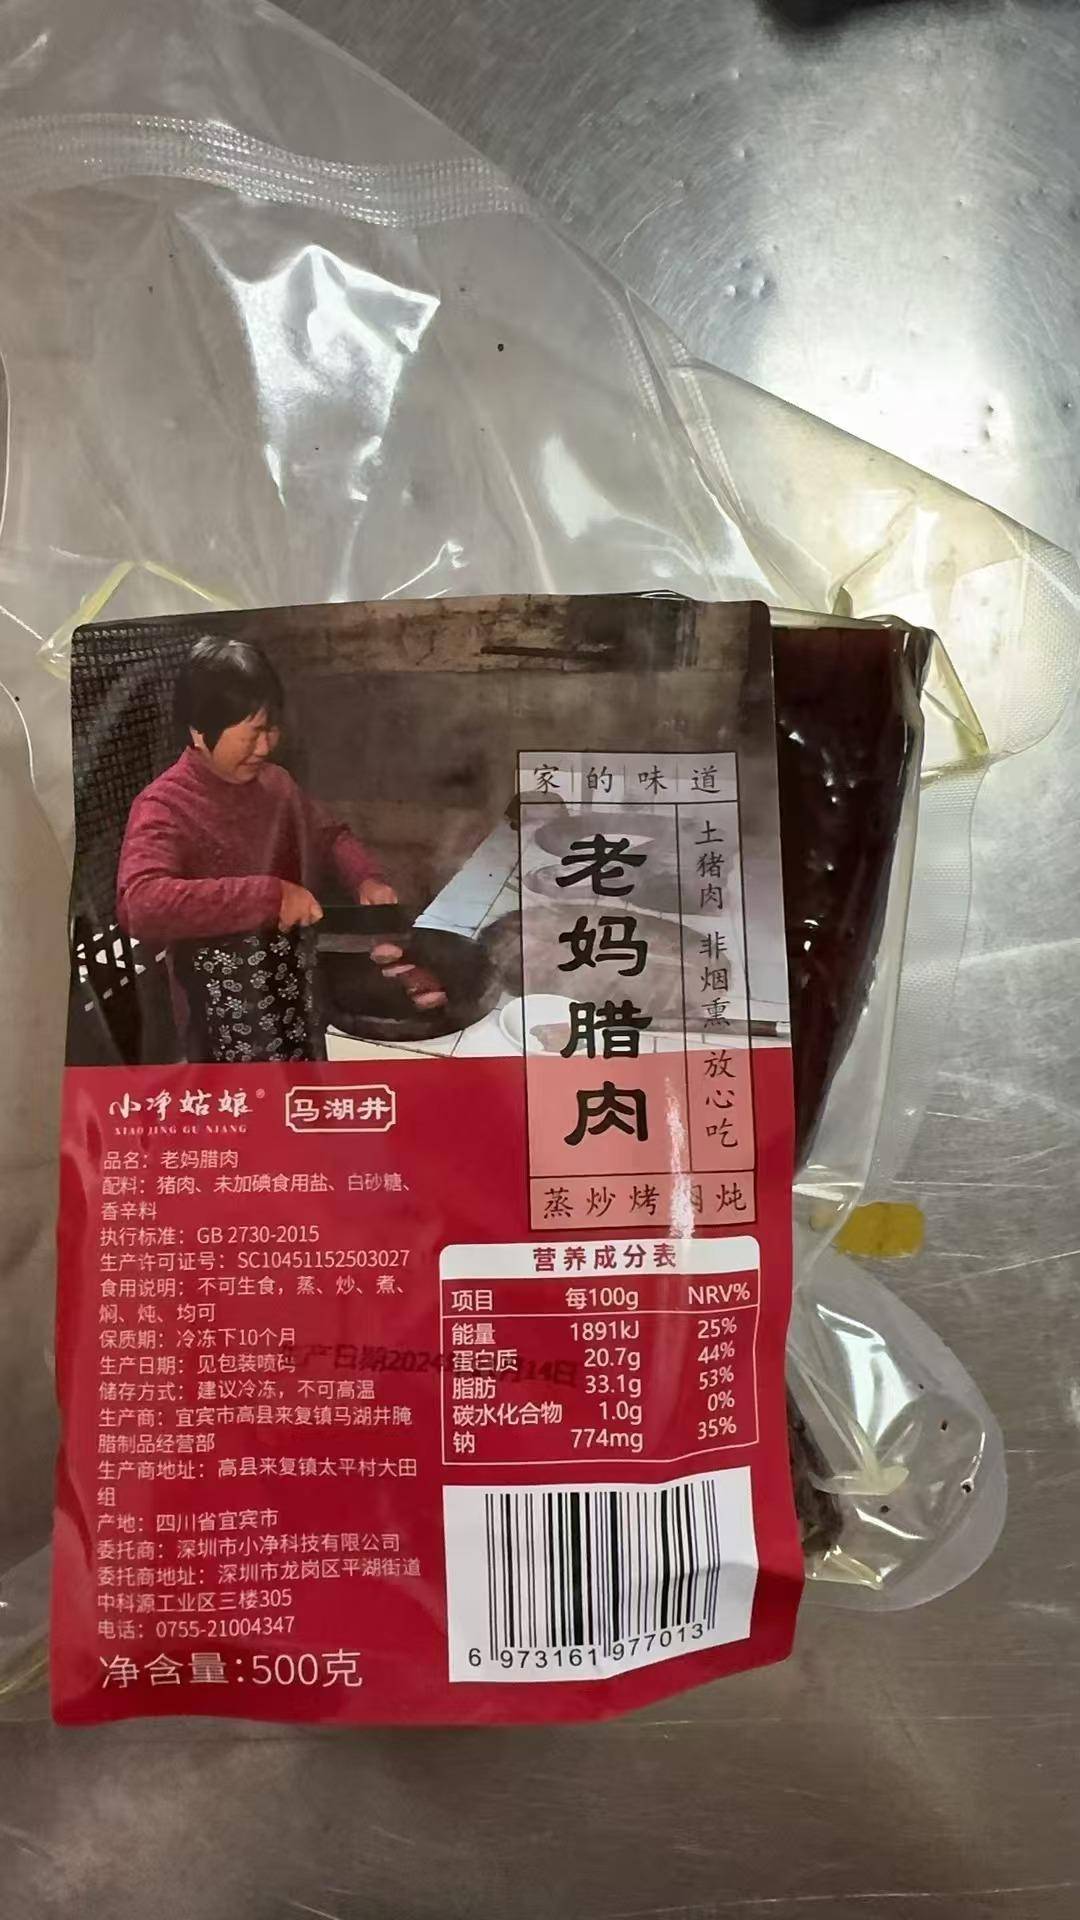 家的味道
老妈腊肉
土猪肉 非烟熏 放心吃
蒸炒烤 炖
小净姑娘®
XIAO JING GU NIANG
马湖井
品名：老妈腊肉
配料：猪肉、未加碘食用盐、白砂糖、
香辛料
执行标准：GB 2730-2015
生产许可证号：SC10451152503027
食用说明：不可生食，蒸、炒、煮、
焖、炖、均可
保质期：冷冻下10个月
生产日期：见包装喷码
生产日期2024 月14日
储存方式：建议冷冻，不可高温
生产商：宜宾市高县来复镇马湖井腌
腊制品经营部
生产商地址：高县来复镇太平村大田
组
产地：四川省宜宾市
委托商：深圳市小净科技有限公司
委托商地址：深圳市龙岗区平湖街道
中科源工业区三楼305
电话：0755-21004347
净含量:500克
营养成分表
项目 每100g NRV%
能量 1891kJ 25%
蛋白质 20.7g 44%
脂肪 33.1g 53%
碳水化合物 1.0g 0%
钠 774mg 35%
6 973161 977013